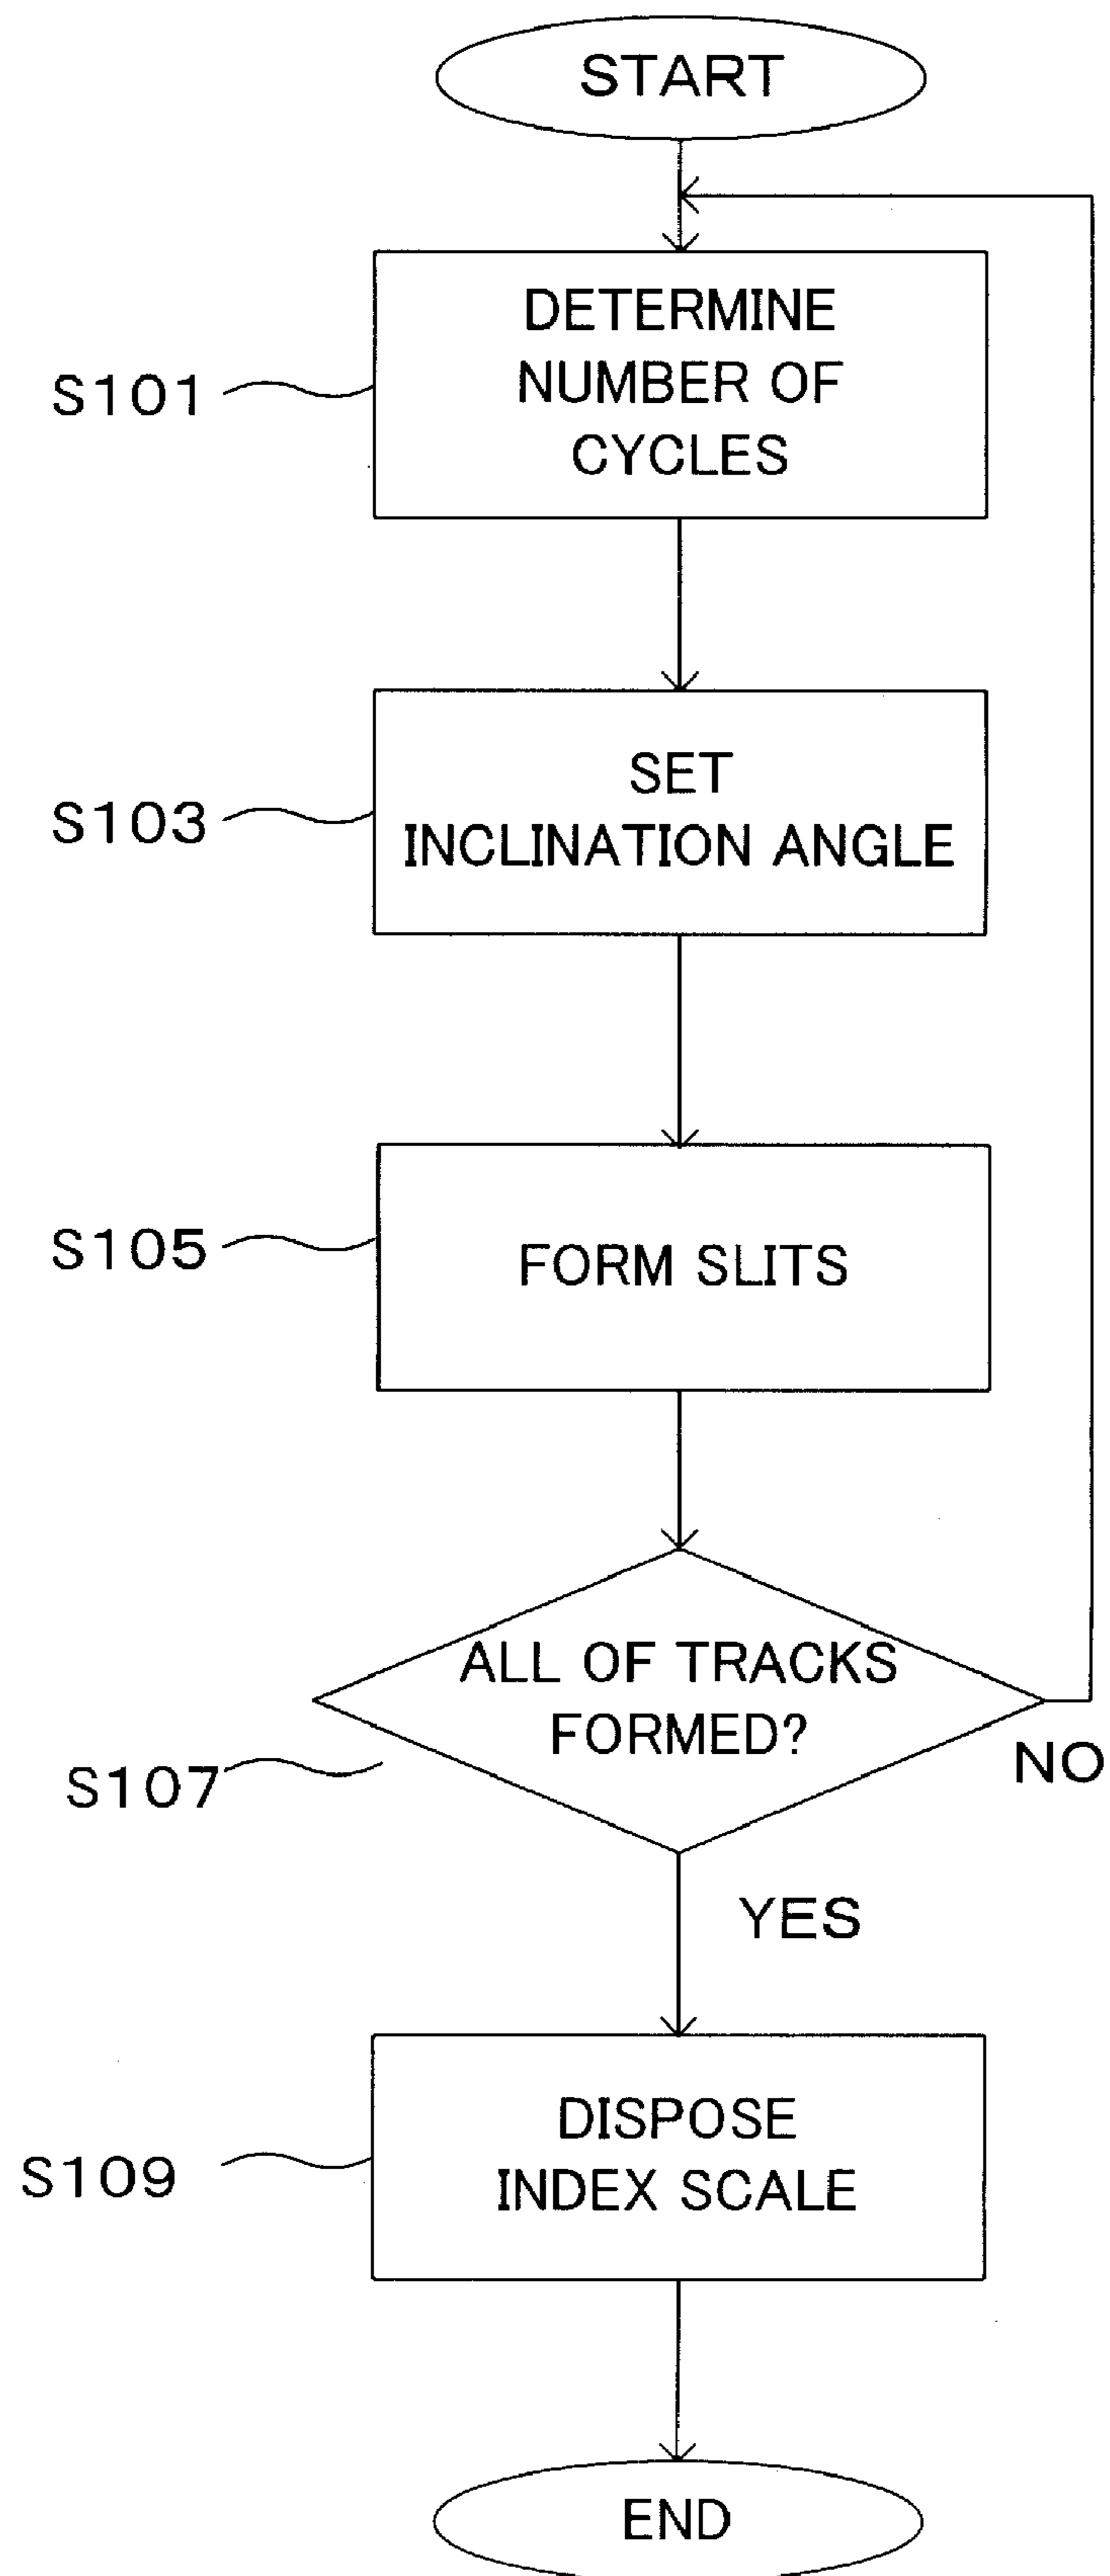 START
S101
DETERMINE
NUMBER OF
CYCLES
S103
SET
INCLINATION ANGLE
S105
FORM SLITS
S107
ALL OF TRACKS
FORMED?
NO
YES
S109
DISPOSE
INDEX SCALE
END